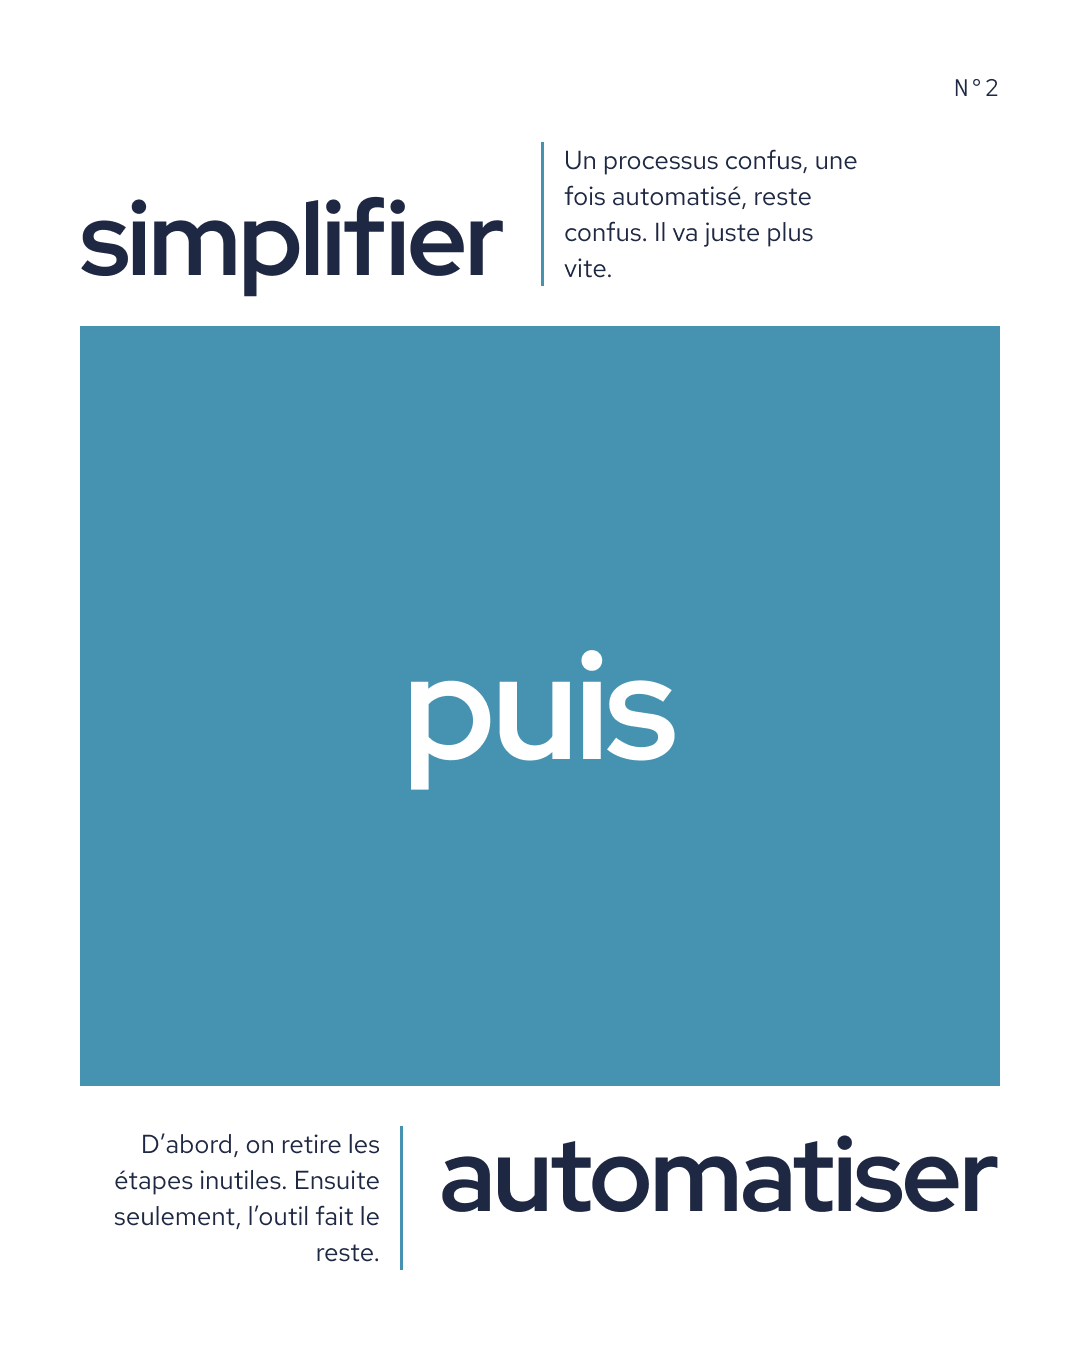 N°2
simplifier
Un processus confus, une
fois automatisé, reste
confus. Il va juste plus
vite.
puis
D’abord, on retire les
étapes inutiles. Ensuite
seulement, l’outil fait le
reste.
automatiser